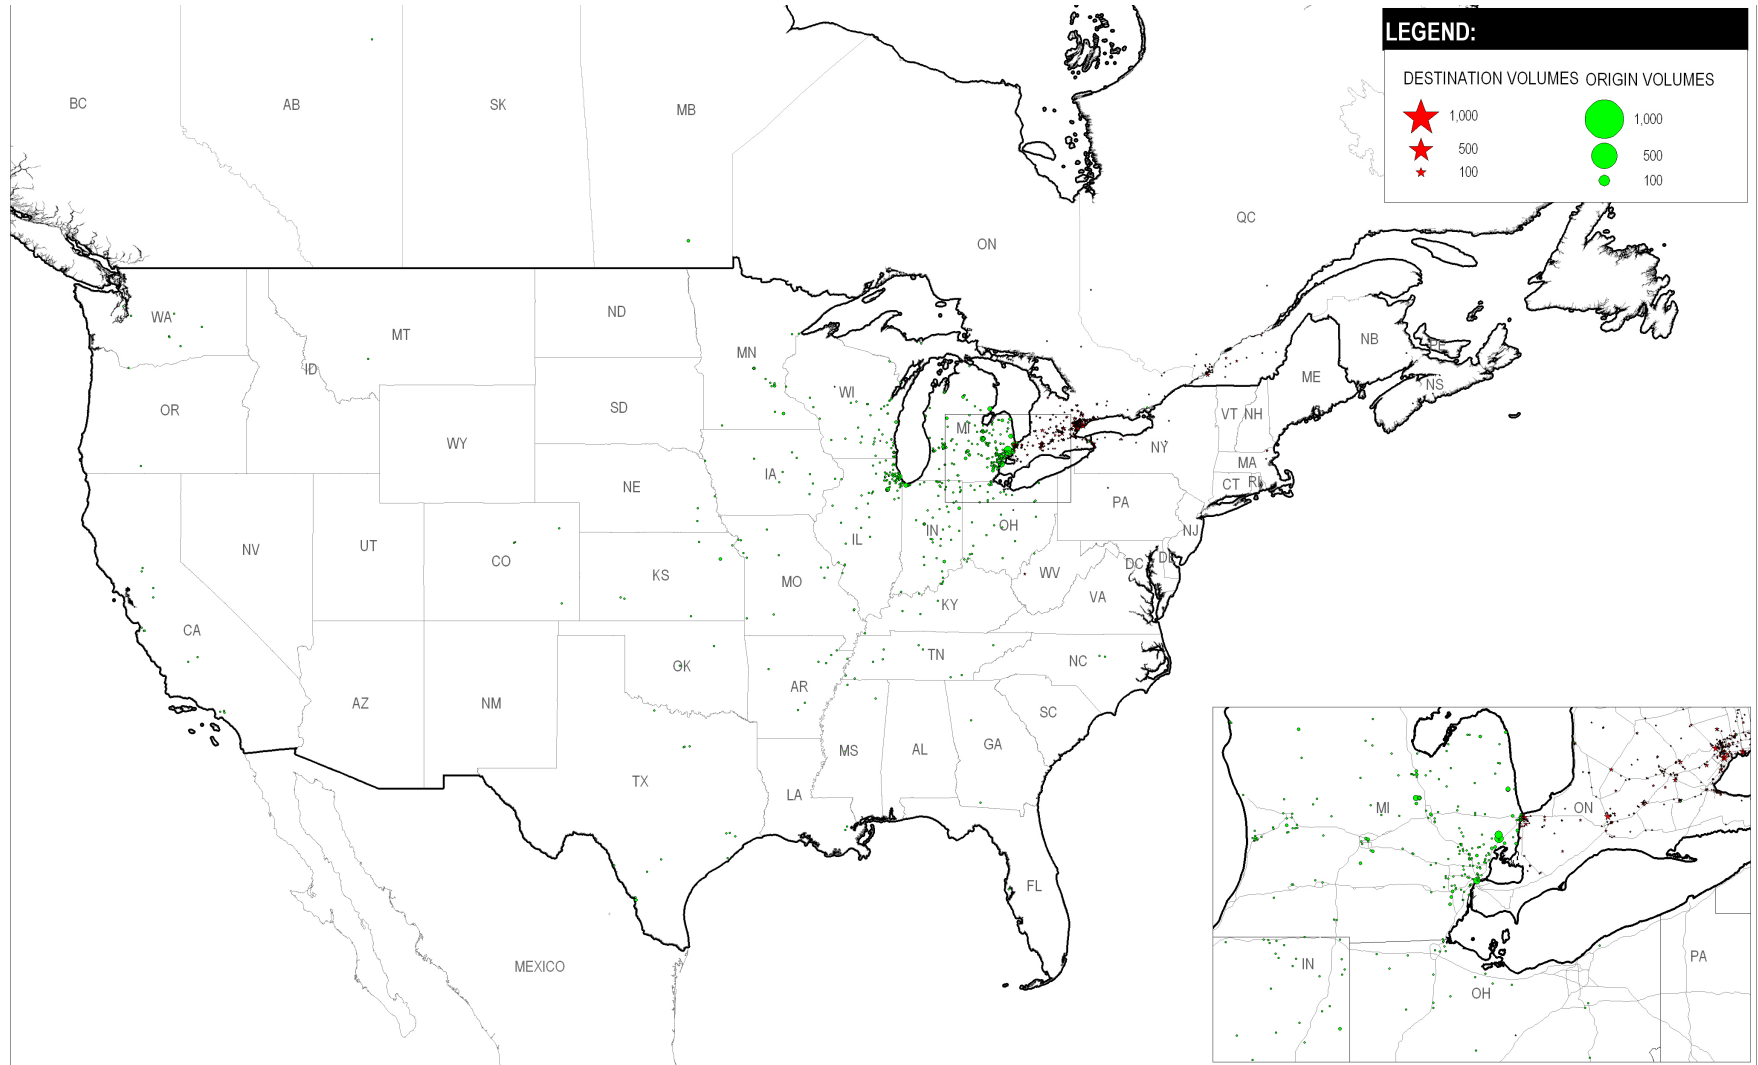 LEGEND:
DESTINATION VOLUMES ORIGIN VOLUMES
1,000 1,000
500 500
100 100
BC AB SK MB
ON QC
WA MT ND MN
ID OR WY SD WI MI
NB PE NS ME
VT NH NY MA CT RI
NE IA PA NJ
NV UT CO KS MO IL IN OH
WV DC DE VA KY
CA AZ NM OK AR TN NC
SC GA AL MS
TX LA FL
MEXICO
MI ON
IN OH PA